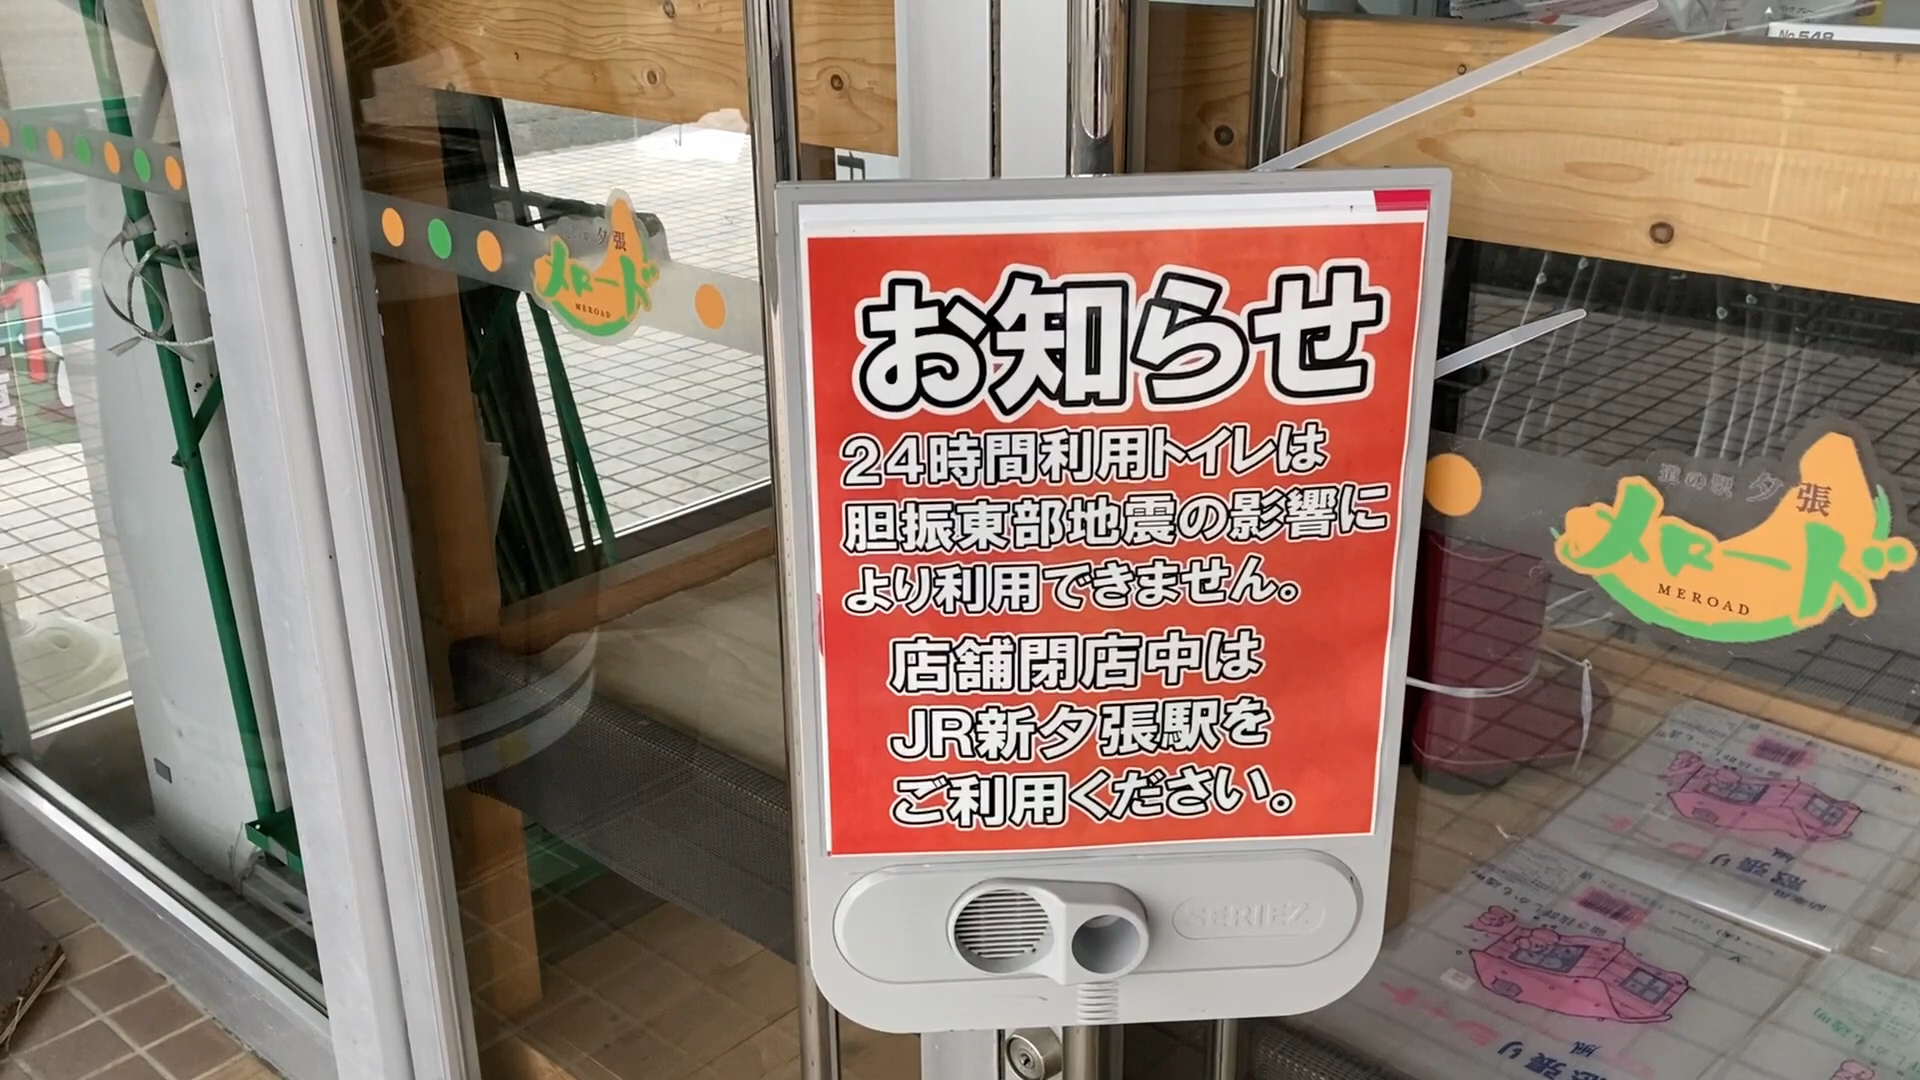 お知らせ
24時間利用トイレは
胆振東部地震の影響に
より利用できません。
店舗閉店中は
JR新夕張駅を
ご利用ください。
SERIEZ
夕張
メロード
MEROAD
道の駅 夕張
メロード
MEROAD
No.548